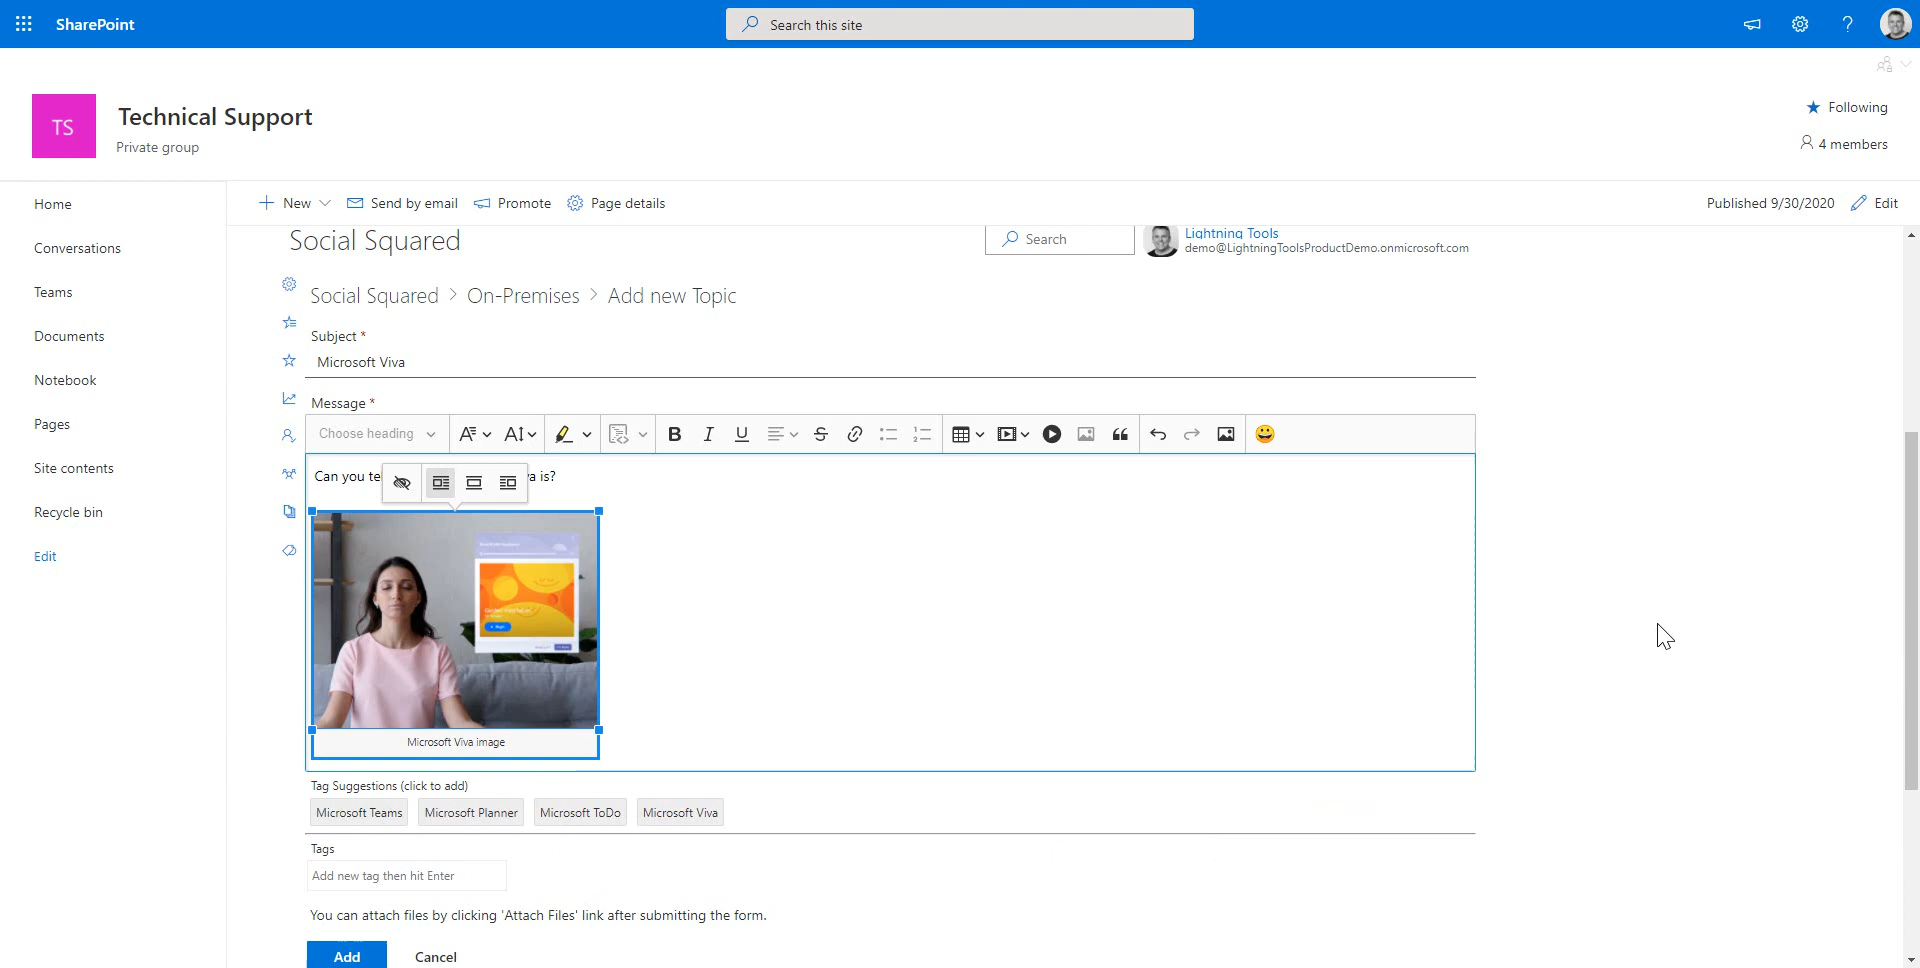 SharePoint
Search this site
TS
Technical Support
Private group
Following
4 members
Home
Conversations
Teams
Documents
Notebook
Pages
Site contents
Recycle bin
Edit
New
Send by email
Promote
Page details
Published 9/30/2020
Edit
Social Squared
Search
Lightning Tools
demo@LightningToolsProductDemo.onmicrosoft.com
Social Squared > On-Premises > Add new Topic
Subject *
Microsoft Viva
Message *
Choose heading
Can you te
a is?
Microsoft Viva image
Tag Suggestions (click to add)
Microsoft Teams
Microsoft Planner
Microsoft ToDo
Microsoft Viva
Tags
Add new tag then hit Enter
You can attach files by clicking 'Attach Files' link after submitting the form.
Add
Cancel